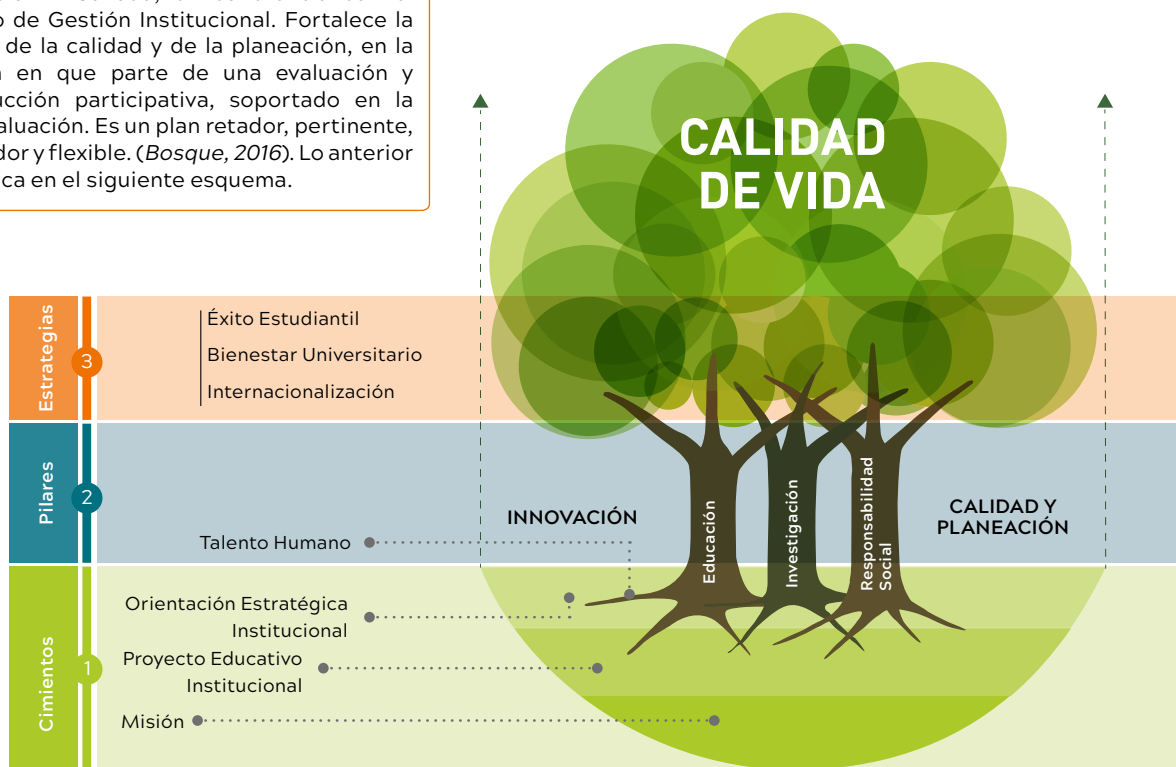 o de Gestión Institucional. Fortalece la
de la calidad y de la planeación, en la
en que parte de una evaluación y
ucción participativa, soportado en la
aluación. Es un plan retador, pertinente,
dor y flexible. (Bosque, 2016). Lo anterior
ca en el siguiente esquema.
CALIDAD
DE VIDA
Estrategias
3
Éxito Estudiantil
Bienestar Universitario
Internacionalización
Pilares
2
INNOVACIÓN
Educación
Investigación
Responsabilidad
Social
CALIDAD Y
PLANEACIÓN
Talento Humano
Cimientos
1
Orientación Estratégica
Institucional
Proyecto Educativo
Institucional
Misión